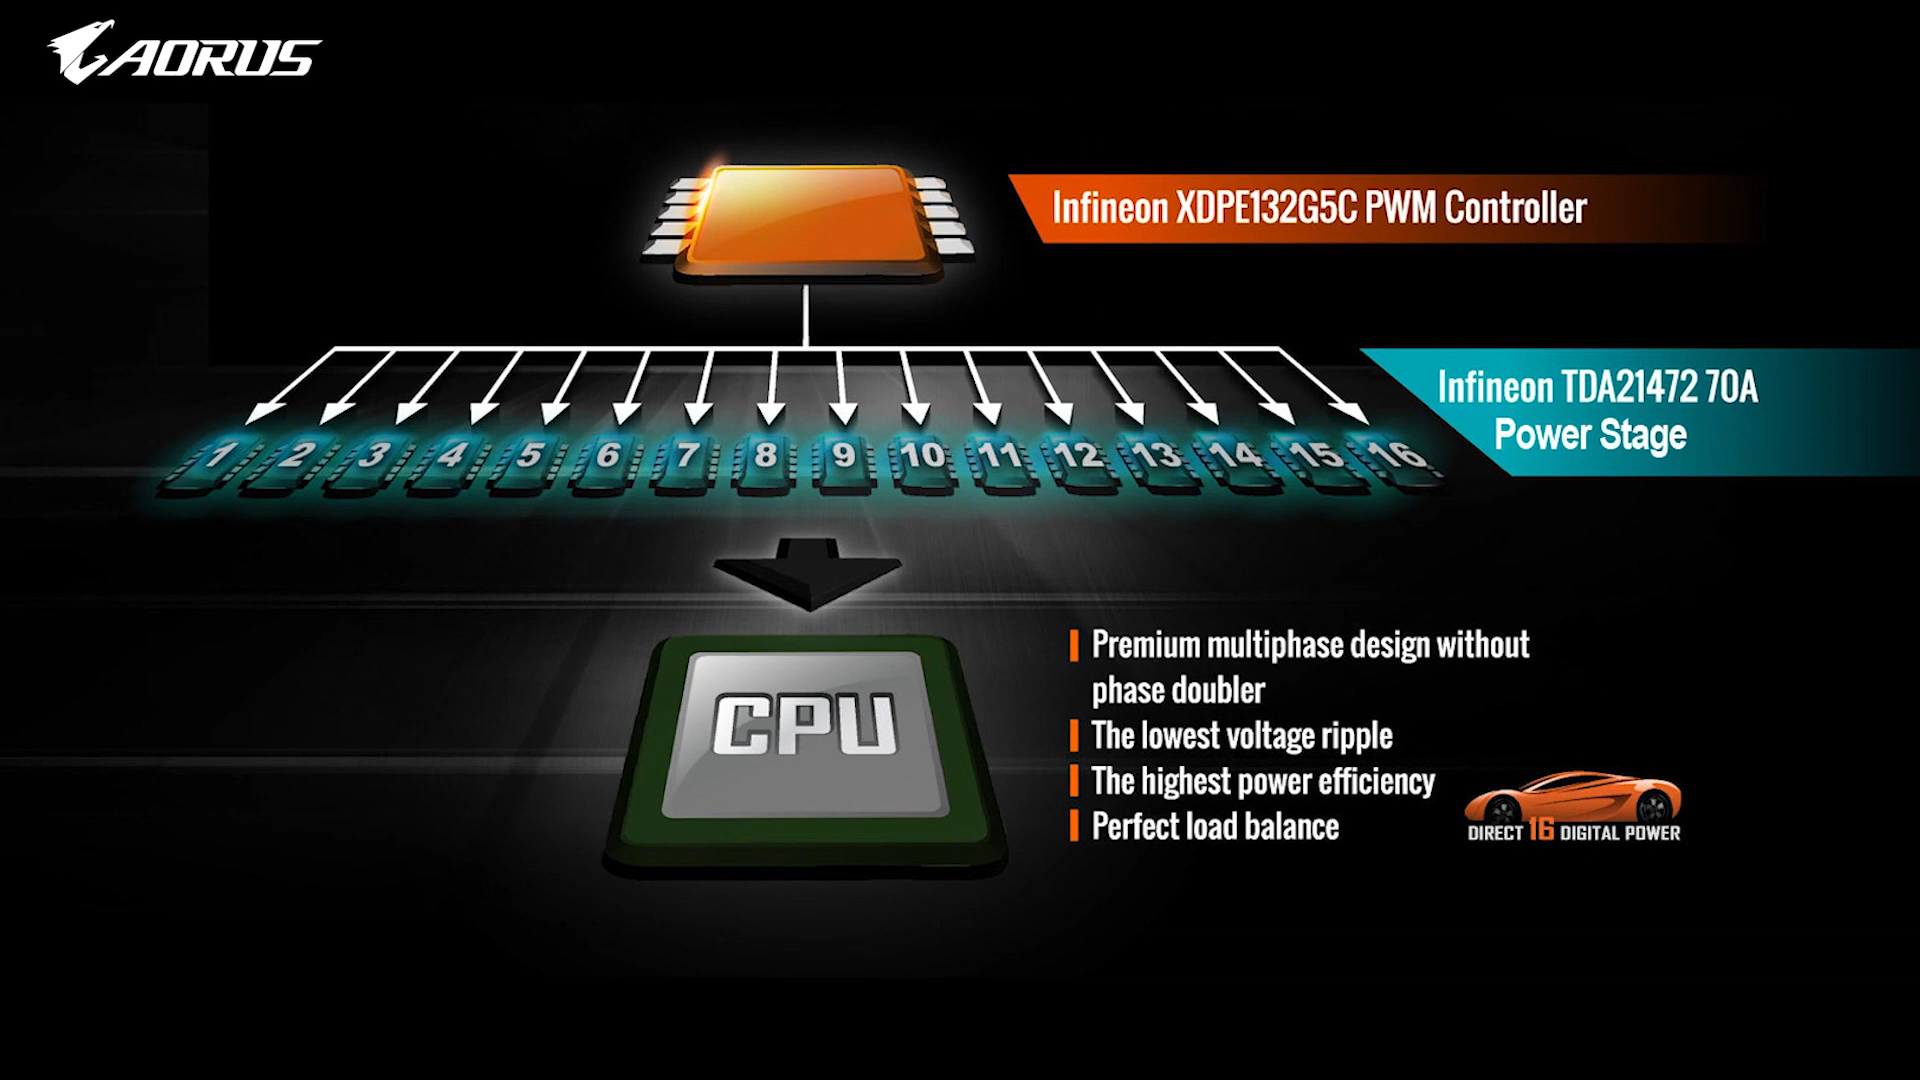 AORUS
Infineon XDPE132G5C PWM Controller
Infineon TDA21472 70A
Power Stage
1 2 3 4 5 6 7 8 9 10 11 12 13 14 15 16
CPU
Premium multiphase design without
phase doubler
The lowest voltage ripple
The highest power efficiency
Perfect load balance
DIRECT 16 DIGITAL POWER